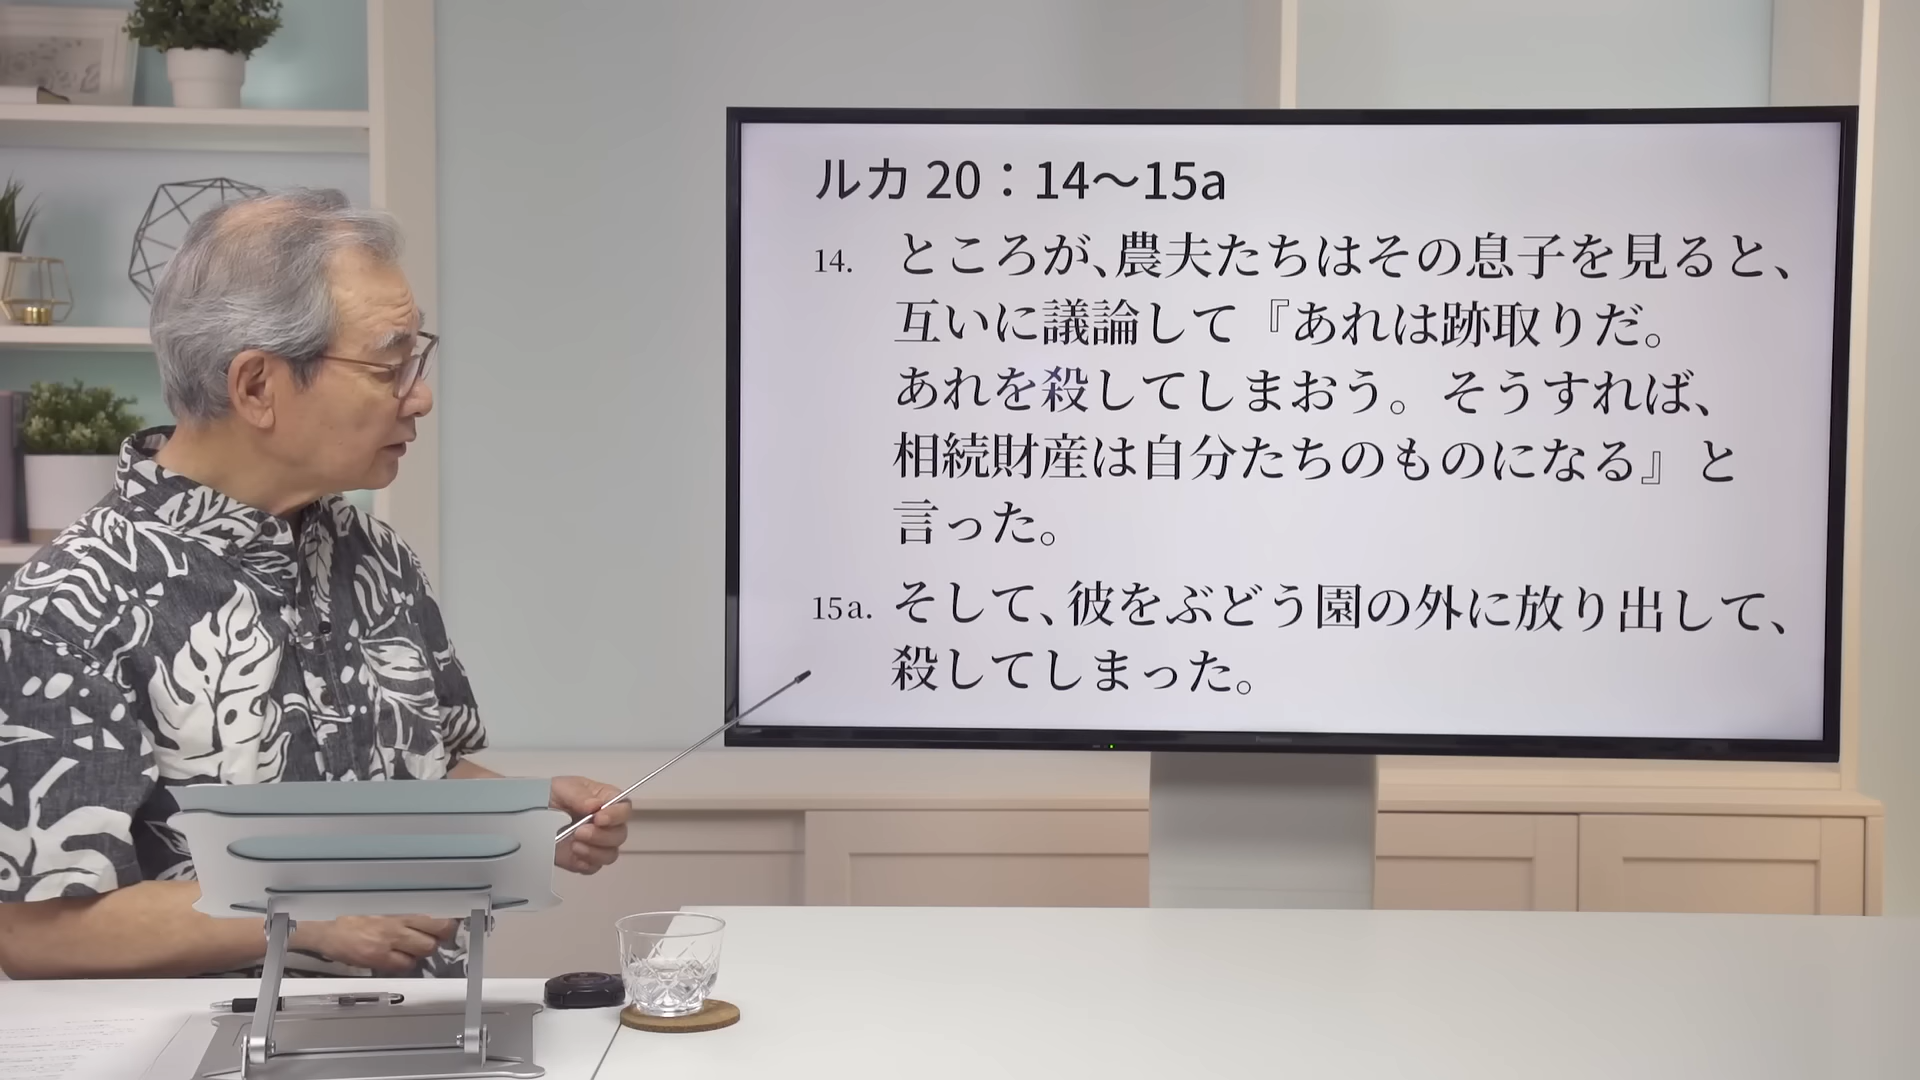 ルカ 20：14〜15a
14. ところが、農夫たちはその息子を見ると、
互いに議論して『あれは跡取りだ。
あれを殺してしまおう。そうすれば、
相続財産は自分たちのものになる』と
言った。
15a. そして、彼をぶどう園の外に放り出して、
殺してしまった。